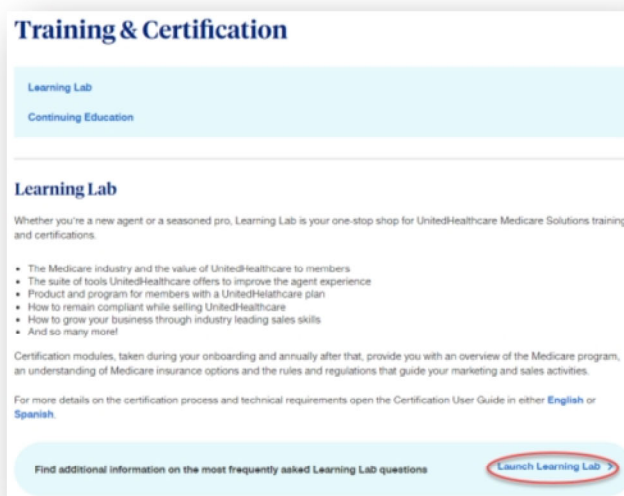 Training & Certification
Learning Lab
Continuing Education
Learning Lab
Whether you're a new agent or a seasoned pro, Learning Lab is your one-stop shop for UnitedHealthcare Medicare Solutions training
and certifications.
• The Medicare industry and the value of UnitedHealthcare to members
• The suite of tools UnitedHealthcare offers to improve the agent experience
• Product and program for members with a UnitedHelathcare plan
• How to remain compliant while selling UnitedHealthcare
• How to grow your business through industry leading sales skills
• And so many more!
Certification modules, taken during your onboarding and annually after that, provide you with an overview of the Medicare program,
an understanding of Medicare insurance options and the rules and regulations that guide your marketing and sales activities.
For more details on the certification process and technical requirements open the Certification User Guide in either English or
Spanish.
Find additional information on the most frequently asked Learning Lab questions
Launch Learning Lab >